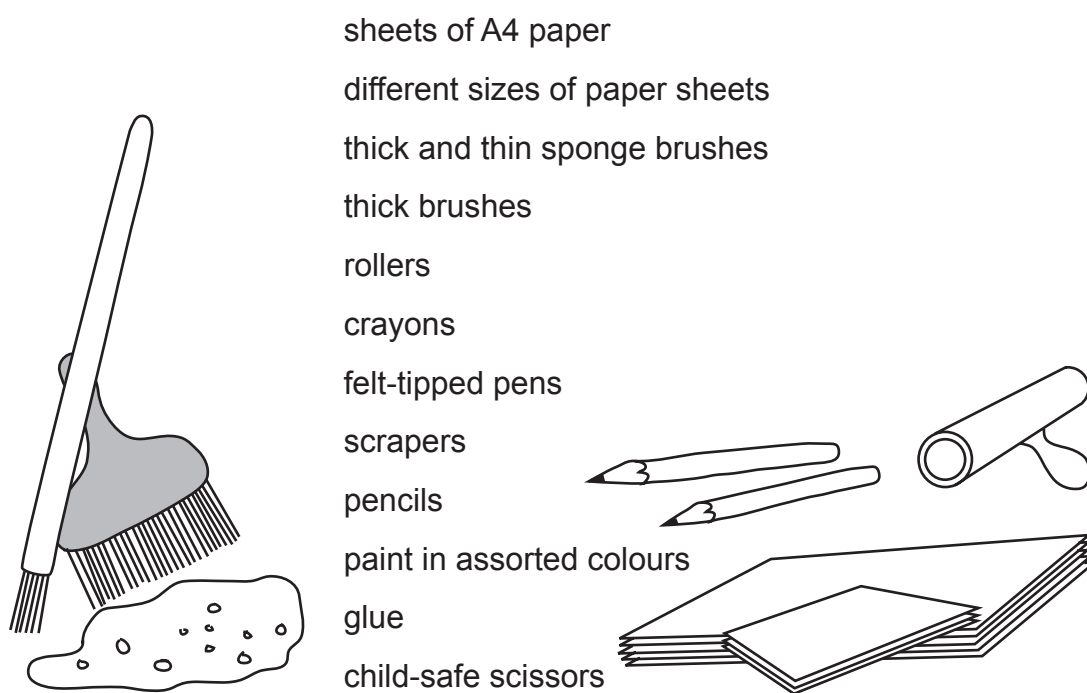 sheets of A4 paper
different sizes of paper sheets
thick and thin sponge brushes
thick brushes
rollers
crayons
felt-tipped pens
scrapers
pencils
paint in assorted colours
glue
child-safe scissors